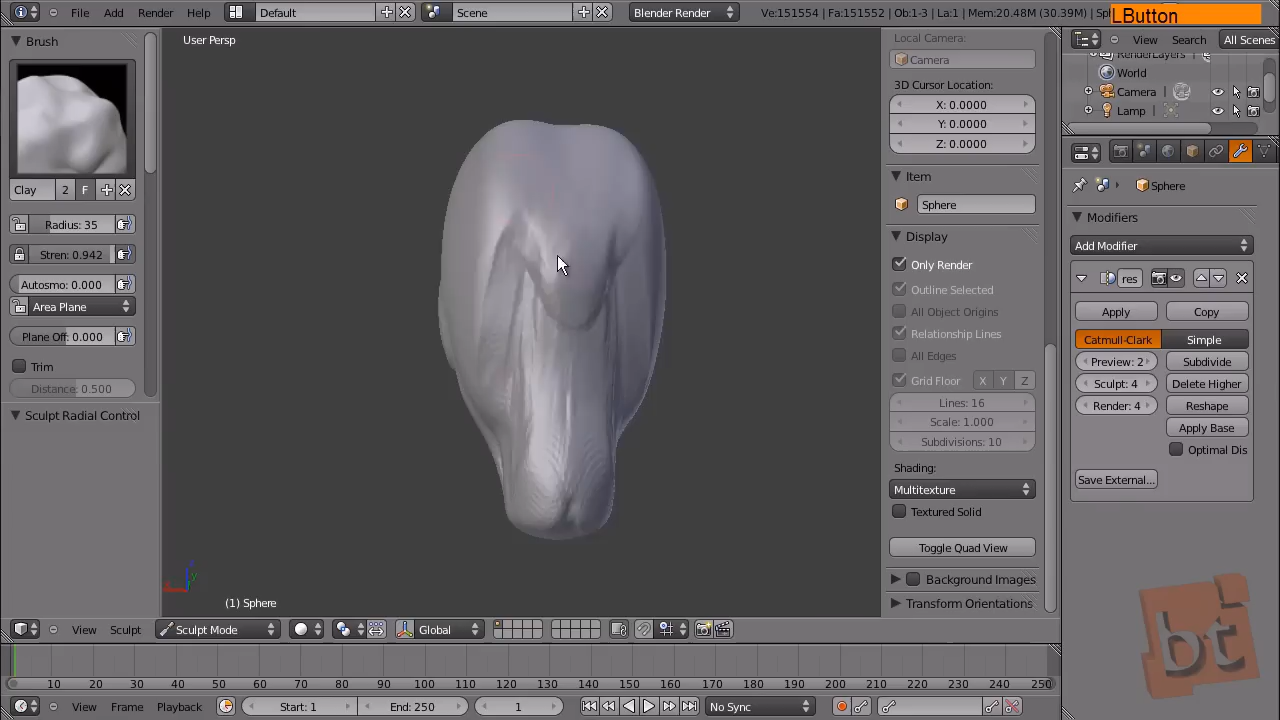 File Add Render Help Default Scene Blender Render Ve:151554 | Fa:151552 | Ob:1-3 | La:1 | Mem:20.48M (30.39M) | Sp
LButton
View Search All Scenes
Brush
User Persp
Local Camera:
RenderLayers
Camera
World
3D Cursor Location:
Camera
X: 0.0000
Lamp
Y: 0.0000
Z: 0.0000
Item
Sphere
Clay 2 F
Sphere
Modifiers
Radius: 35
Display
Add Modifier
Stren: 0.942
Only Render
res
Autosmo: 0.000
Outline Selected
Area Plane
All Object Origins
Apply Copy
Plane Off: 0.000
Relationship Lines
Catmull-Clark Simple
Trim
All Edges
Preview: 2 Subdivide
Distance: 0.500
Grid Floor X Y Z
Sculpt: 4 Delete Higher
Lines: 16
Render: 4 Reshape
Sculpt Radial Control
Scale: 1.000
Apply Base
Subdivisions: 10
Optimal Dis
Shading:
Save External...
Multitexture
Textured Solid
Toggle Quad View
Background Images
x y
(1) Sphere
Transform Orientations
View Sculpt Sculpt Mode Global
bt
10 20 30 40 50 60 70 80 90 100 110 120 130 140 150 160 170 180 190 200 210 220 230 240 250
View Frame Playback Start: 1 End: 250 1 No Sync